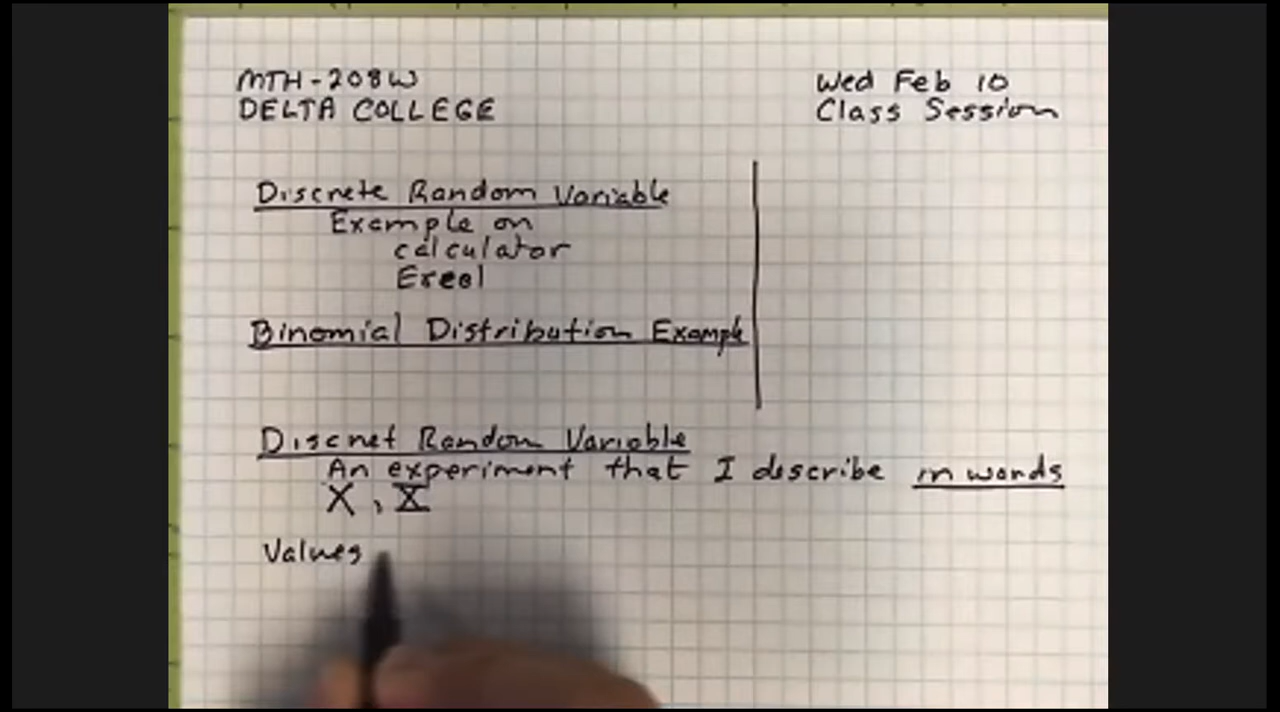 MTH-208W
DELTA COLLEGE
Wed Feb 10
Class Session
Discrete Random Variable
Example on
calculator
Excel
Binomial Distribution Example
Discret Random Variable
An experiment that I describe in words
X, X
Values